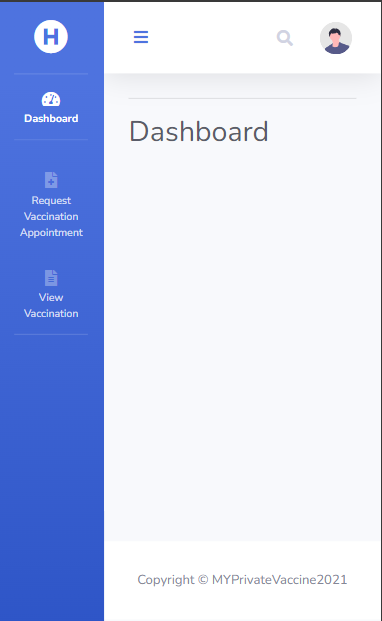 H
Dashboard
Request
Vaccination
Appointment
View
Vaccination
Dashboard
Copyright © MYPrivateVaccine2021